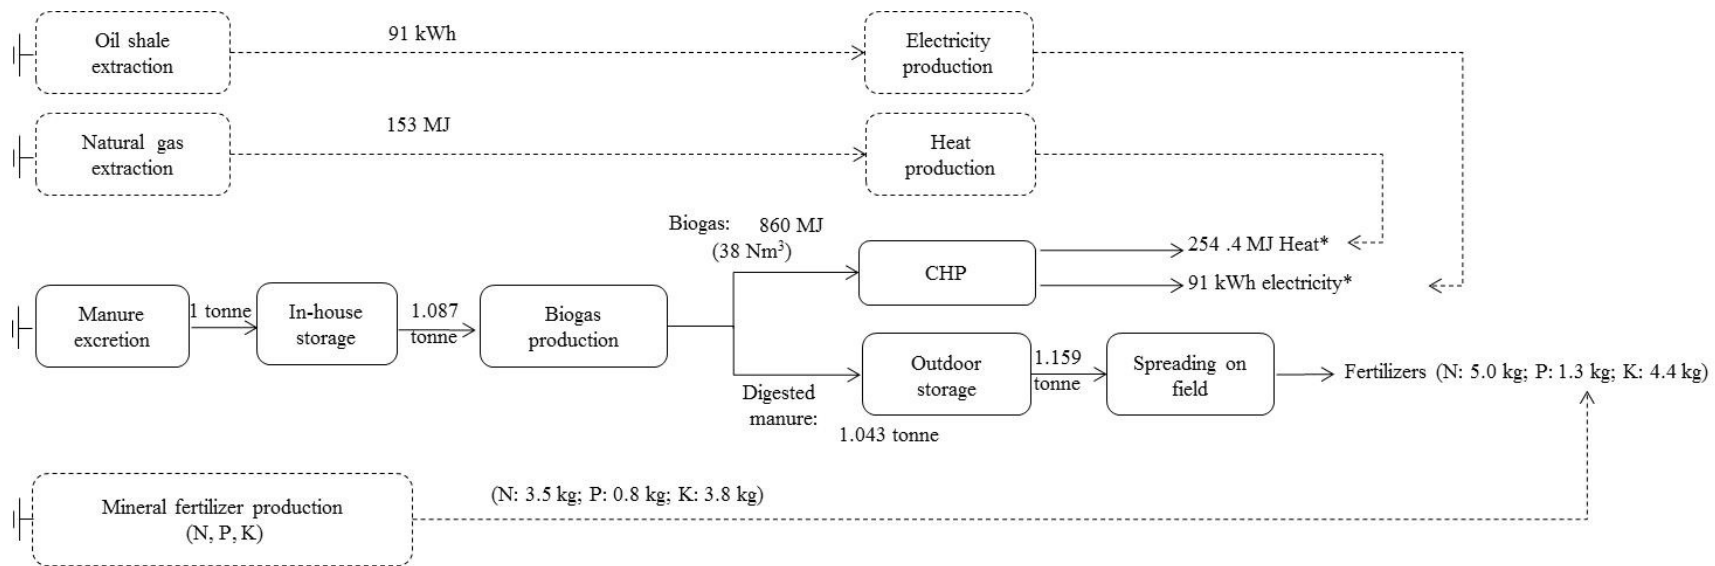 Oil shale
extraction
91 kWh
Electricity
production
Natural gas
extraction
153 MJ
Heat
production
Biogas: 860 MJ
(38 Nm³)
CHP
254 .4 MJ Heat*
91 kWh electricity*
Manure
excretion
1 tonne
In-house
storage
1.087
tonne
Biogas
production
Digested
manure:
1.043 tonne
Outdoor
storage
1.159
tonne
Spreading on
field
Fertilizers (N: 5.0 kg; P: 1.3 kg; K: 4.4 kg)
Mineral fertilizer production
(N, P, K)
(N: 3.5 kg; P: 0.8 kg; K: 3.8 kg)